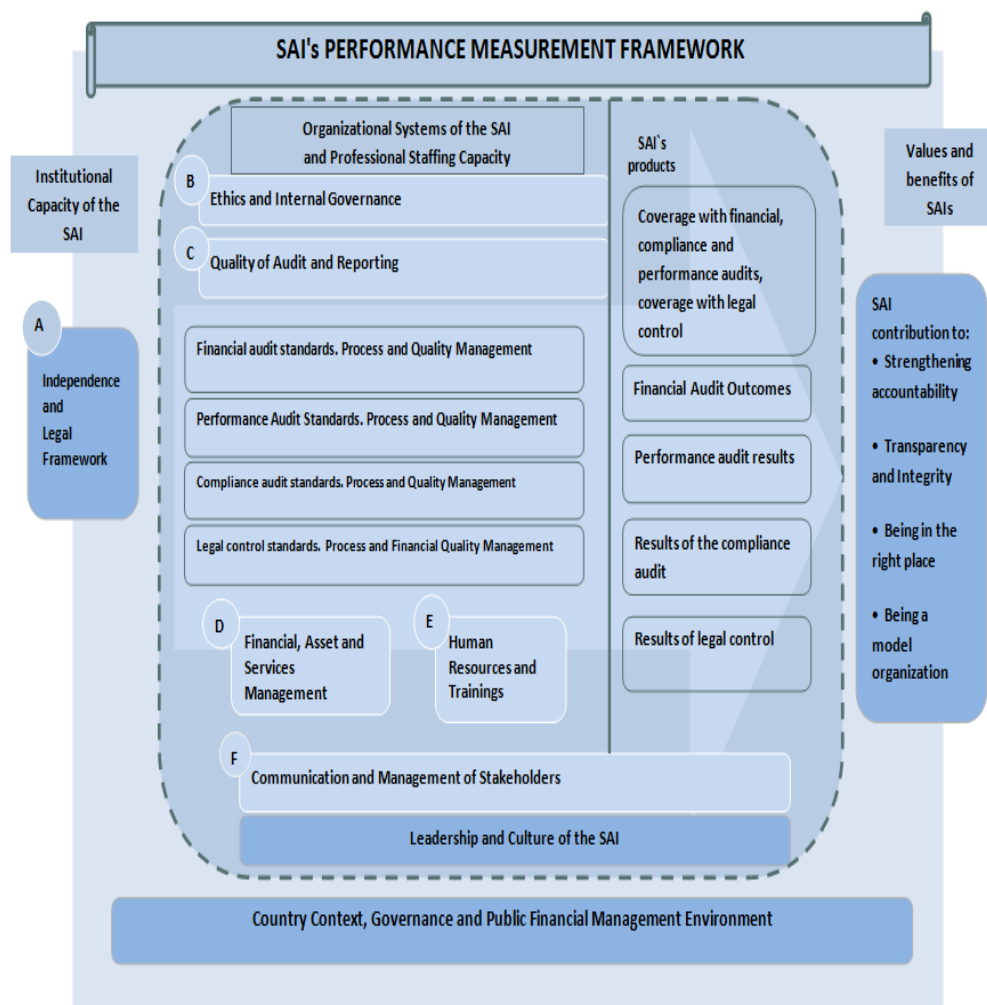 SAI's PERFORMANCE MEASUREMENT FRAMEWORK
Institutional
Capacity of the
SAI
A
Independence
and
Legal
Framework
Organizational Systems of the SAI
and Professional Staffing Capacity
B
Ethics and Internal Governance
C
Quality of Audit and Reporting
Financial audit standards. Process and Quality Management
Performance Audit Standards. Process and Quality Management
Compliance audit standards. Process and Quality Management
Legal control standards. Process and Financial Quality Management
D
Financial, Asset and
Services
Management
E
Human
Resources and
Trainings
SAI`s
products
Coverage with financial,
compliance and
performance audits,
coverage with legal
control
Financial Audit Outcomes
Performance audit results
Results of the compliance
audit
Results of legal control
F
Communication and Management of Stakeholders
Leadership and Culture of the SAI
Values and
benefits of
SAIs
SAI
contribution to:
• Strengthening
accountability
• Transparency
and Integrity
• Being in the
right place
• Being a
model
organization
Country Context, Governance and Public Financial Management Environment